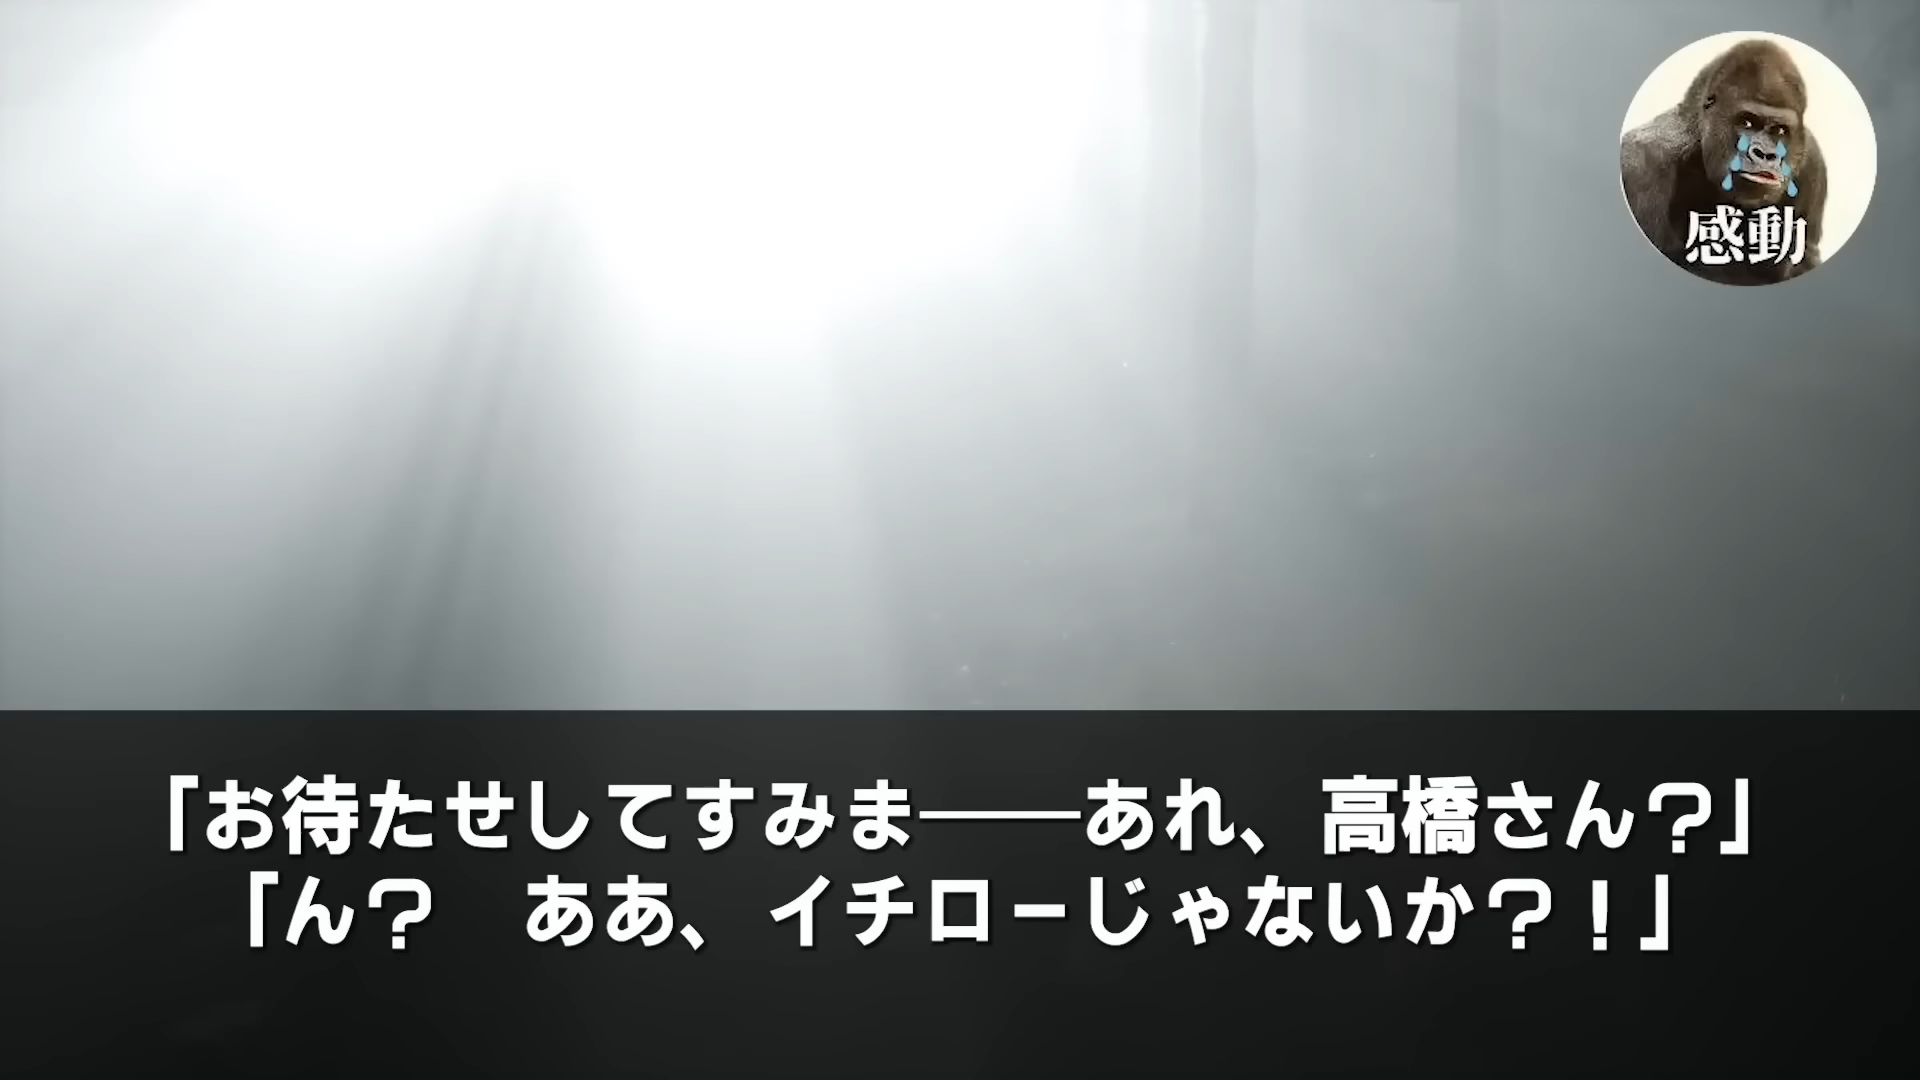 感動
「お待たせしてすみま――あれ、高橋さん？」
「ん？　ああ、イチローじゃないか？！」